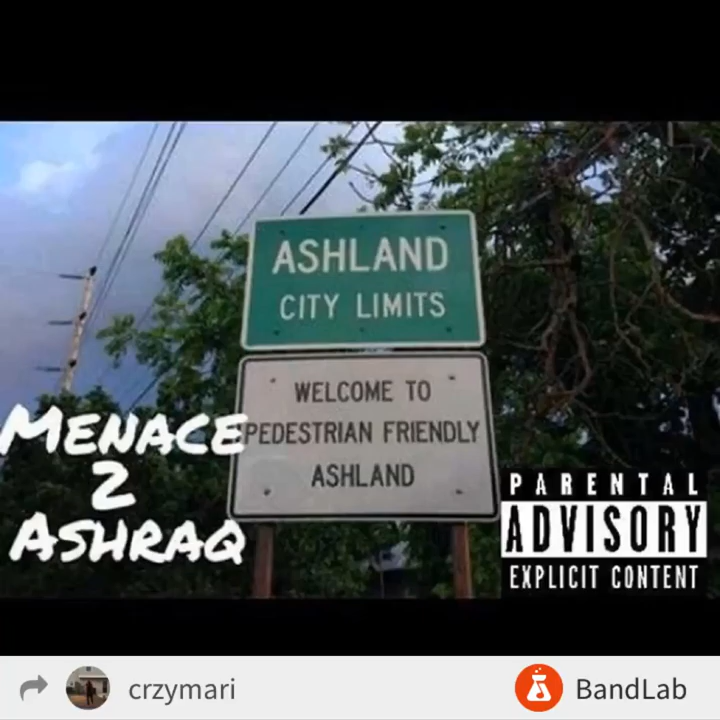 ASHLAND
CITY LIMITS
WELCOME TO
PEDESTRIAN FRIENDLY
ASHLAND
MENACE
2
ASHRAQ
PARENTAL
ADVISORY
EXPLICIT CONTENT
crzymari
BandLab